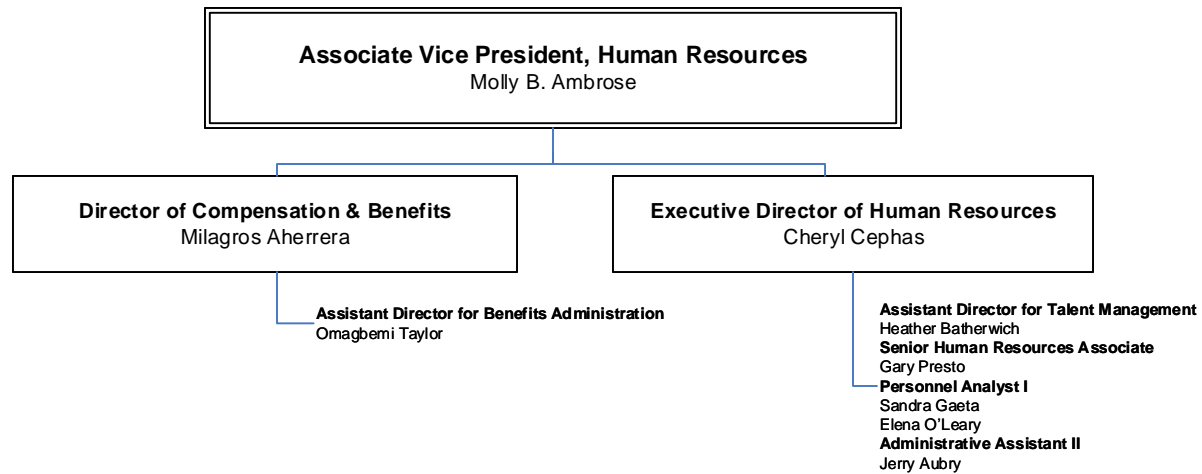 Associate Vice President, Human Resources
Molly B. Ambrose
Director of Compensation & Benefits
Milagros Aherrera
Assistant Director for Benefits Administration
Omagbemi Taylor
Executive Director of Human Resources
Cheryl Cephas
Assistant Director for Talent Management
Heather Batherwich
Senior Human Resources Associate
Gary Presto
Personnel Analyst I
Sandra Gaeta
Elena O'Leary
Administrative Assistant II
Jerry Aubry